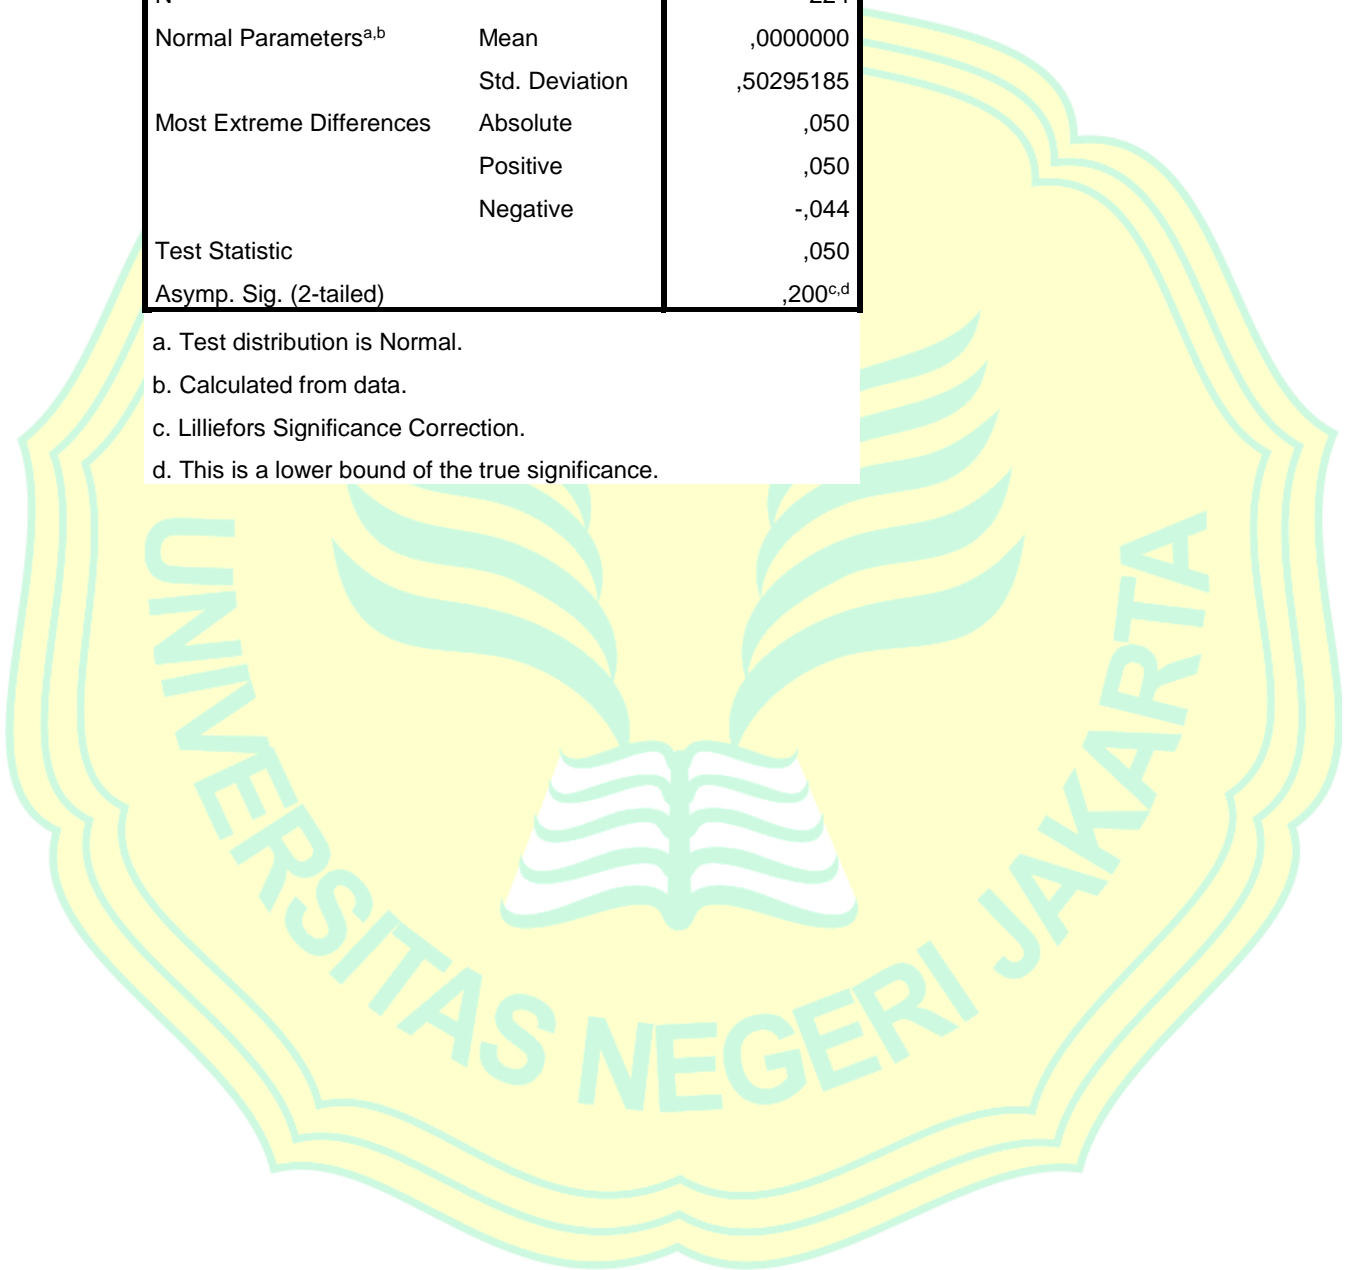 Normal Parametersa,b Mean ,0000000
Std. Deviation ,50295185
Most Extreme Differences Absolute ,050
Positive ,050
Negative -,044
Test Statistic ,050
Asymp. Sig. (2-tailed) ,200c,d
a. Test distribution is Normal.
b. Calculated from data.
c. Lilliefors Significance Correction.
d. This is a lower bound of the true significance.
UNIVERSITAS NEGERI JAKARTA